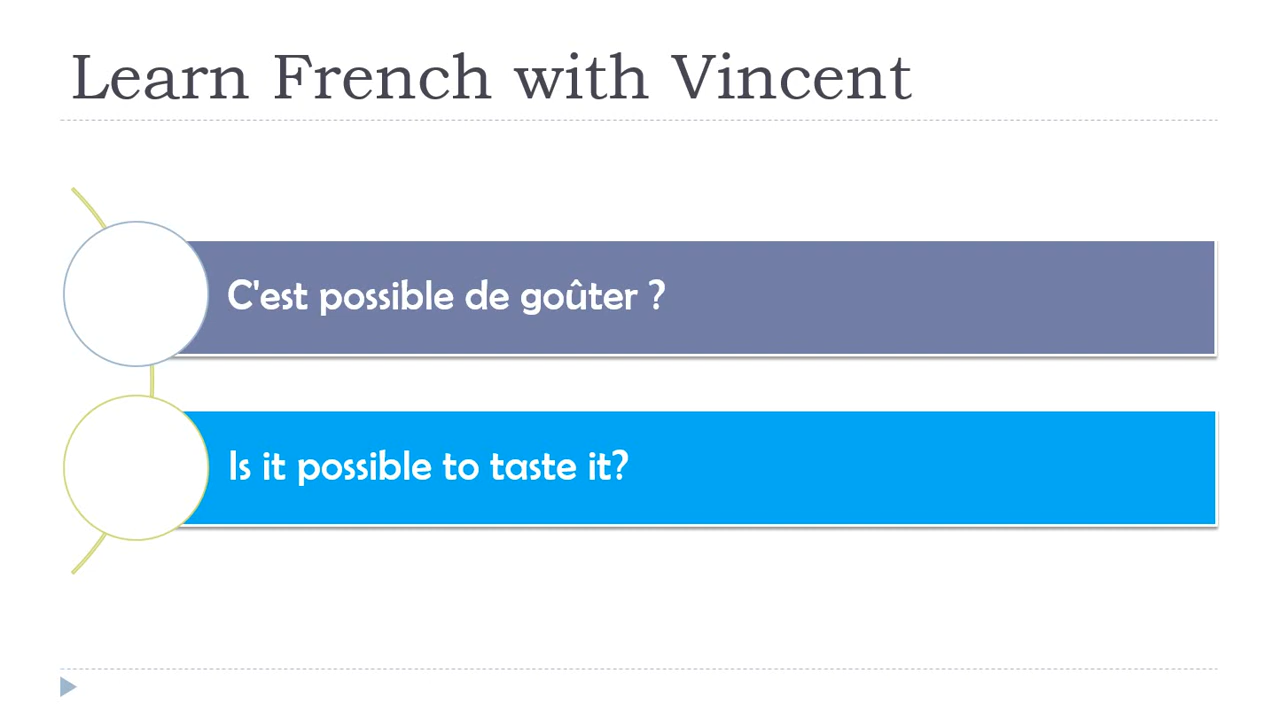 Learn French with Vincent
C'est possible de goûter ?
Is it possible to taste it?